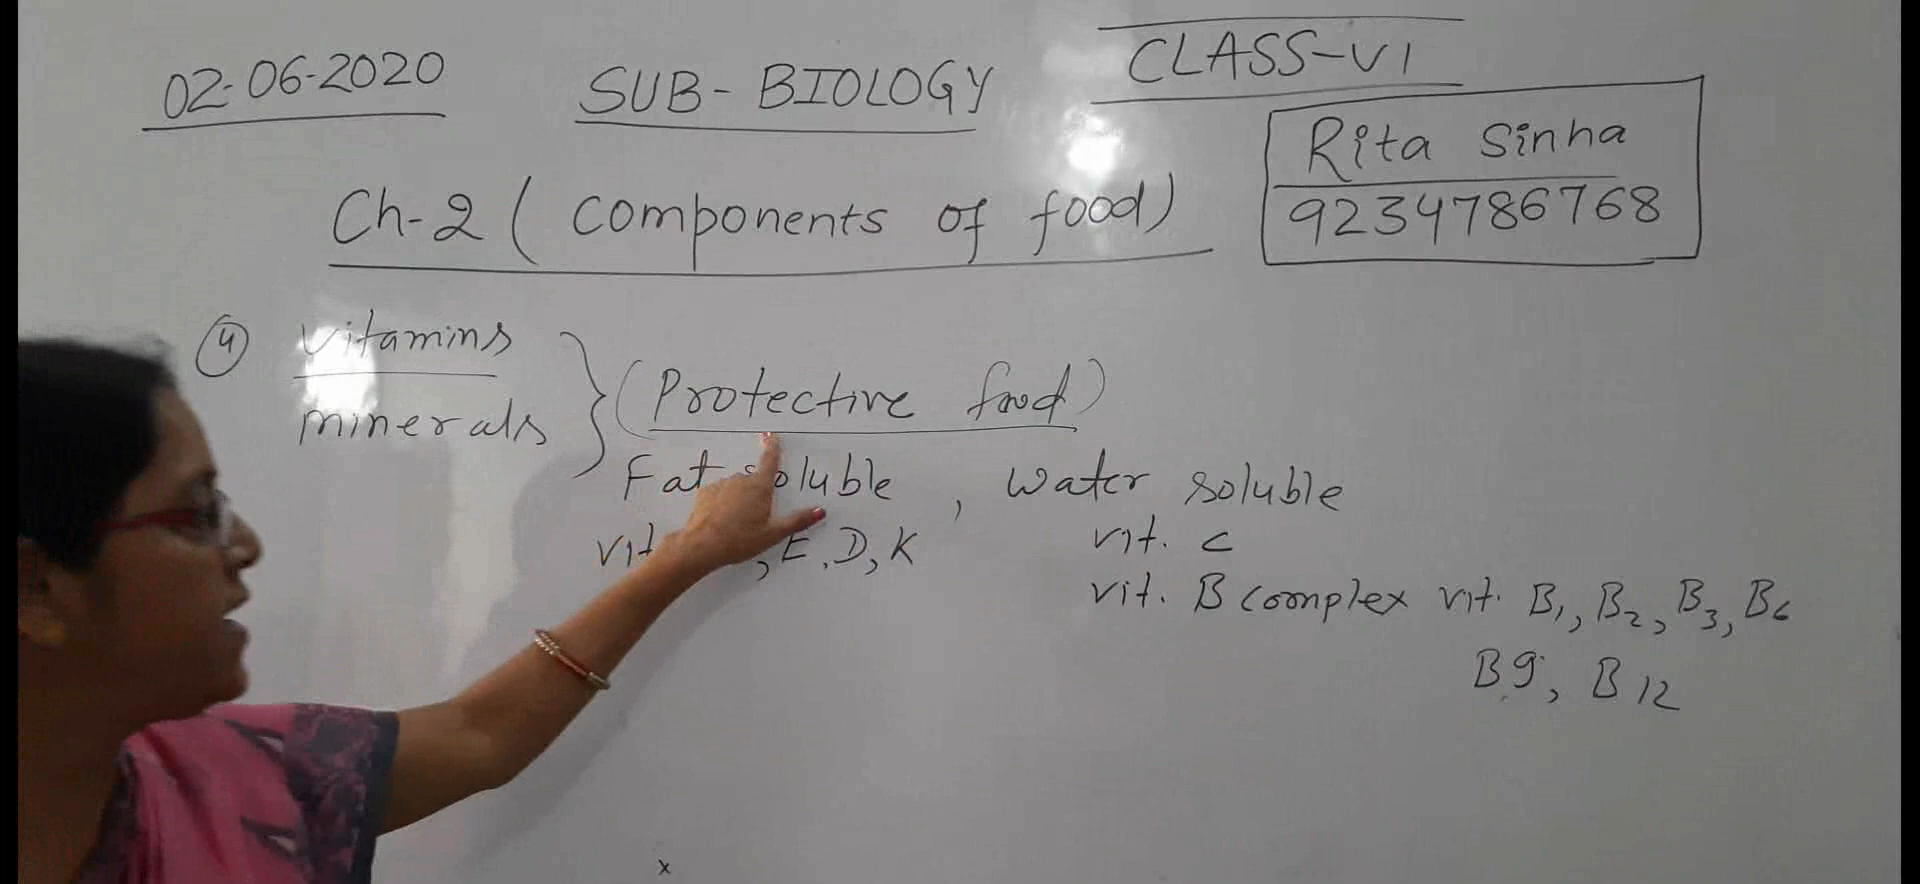 02-06-2020 SUB- BIOLOGY CLASS-VI
Rita Sinha
9234786768
Ch-2 ( components of food)
4 Vitamins
minerals
(Protective food)
Fat soluble , Water soluble
vit , E, D, K
vit. C
vit. B complex vit. B1, B2, B3, B6
B9, B12
x